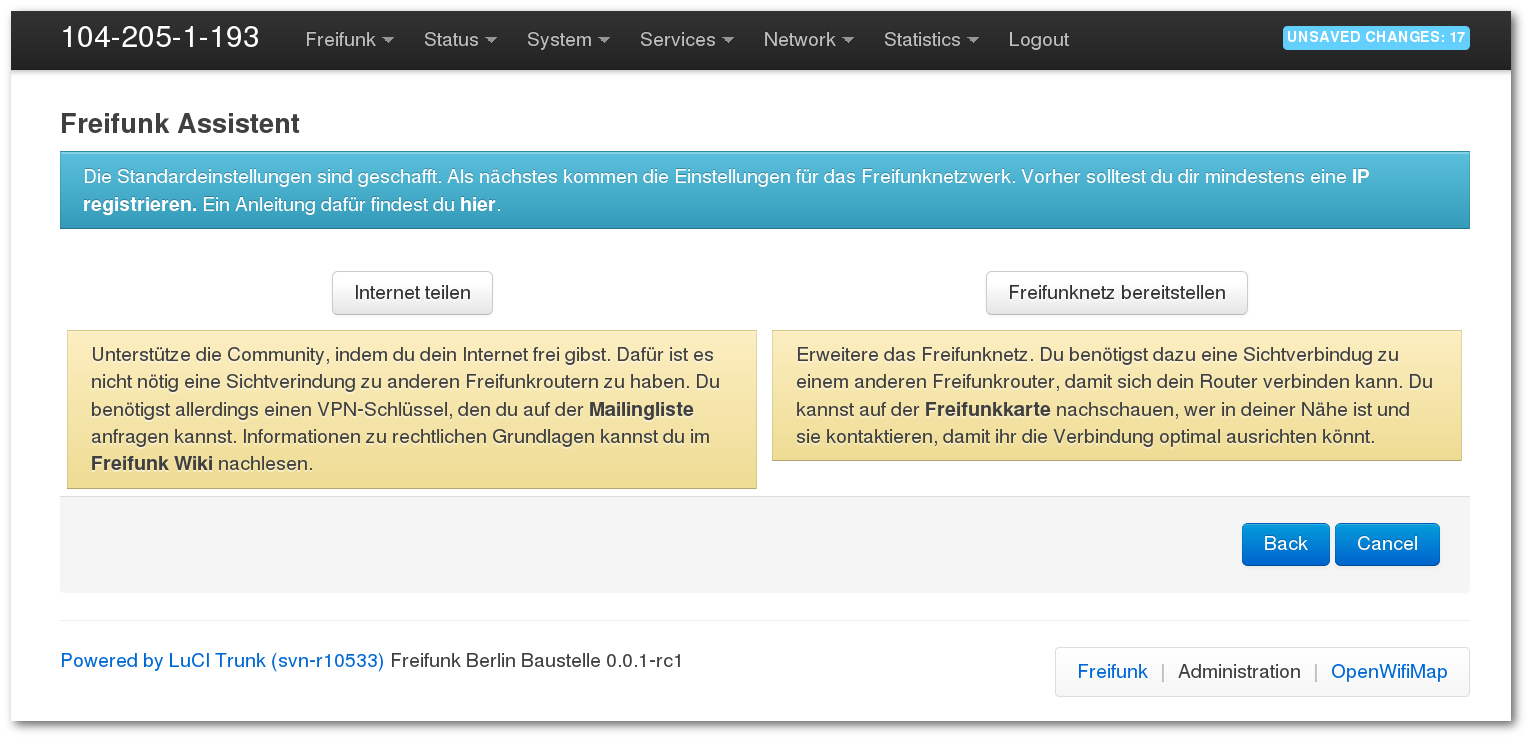 104-205-1-193 Freifunk Status System Services Network Statistics Logout UNSAVED CHANGES: 17
Freifunk Assistent
Die Standardeinstellungen sind geschafft. Als nächstes kommen die Einstellungen für das Freifunknetzwerk. Vorher solltest du dir mindestens eine IP
registrieren. Ein Anleitung dafür findest du hier.
Internet teilen
Unterstütze die Community, indem du dein Internet frei gibst. Dafür ist es
nicht nötig eine Sichtverindung zu anderen Freifunkroutern zu haben. Du
benötigst allerdings einen VPN-Schlüssel, den du auf der Mailingliste
anfragen kannst. Informationen zu rechtlichen Grundlagen kannst du im
Freifunk Wiki nachlesen.
Freifunknetz bereitstellen
Erweitere das Freifunknetz. Du benötigst dazu eine Sichtverbindug zu
einem anderen Freifunkrouter, damit sich dein Router verbinden kann. Du
kannst auf der Freifunkkarte nachschauen, wer in deiner Nähe ist und
sie kontaktieren, damit ihr die Verbindung optimal ausrichten könnt.
Back Cancel
Powered by LuCI Trunk (svn-r10533) Freifunk Berlin Baustelle 0.0.1-rc1
Freifunk | Administration | OpenWifiMap